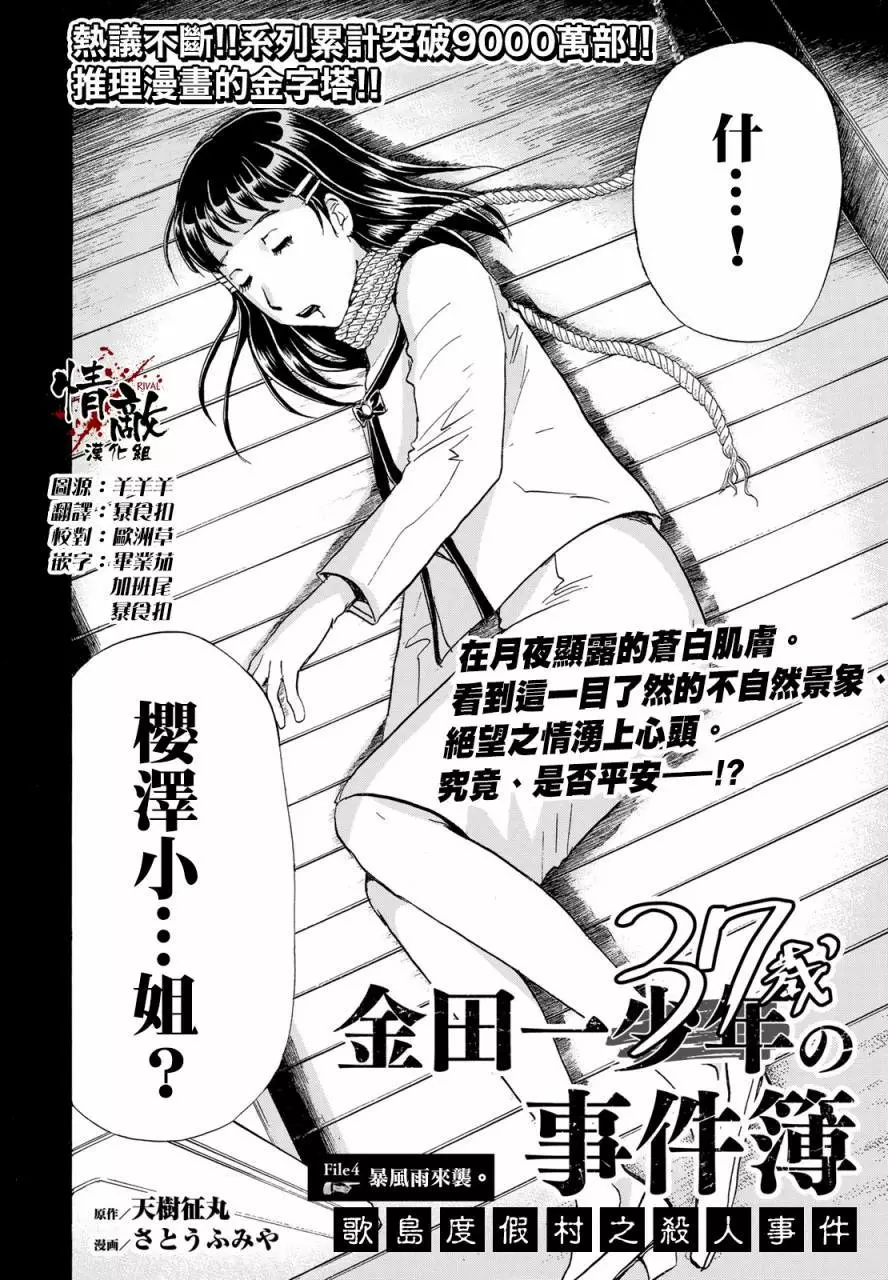 熱議不斷!!系列累計突破9000萬部!!
推理漫畫的金字塔!!
什…!
情敵
RIVAL
漢化組
圖源：羊羊羊
翻譯：暴食扣
校對：歐洲草
嵌字：畢業茄
加班尾
暴食扣
在月夜顯露的蒼白肌膚。
看到這一目了然的不自然景象、
絕望之情湧上心頭。
究竟、是否平安——!?
櫻澤小…姐？
37歲
金田一少年の
事件簿
File4
暴風雨來襲。
歌島度假村之殺人事件
原作／天樹征丸
漫画／さとうふみや